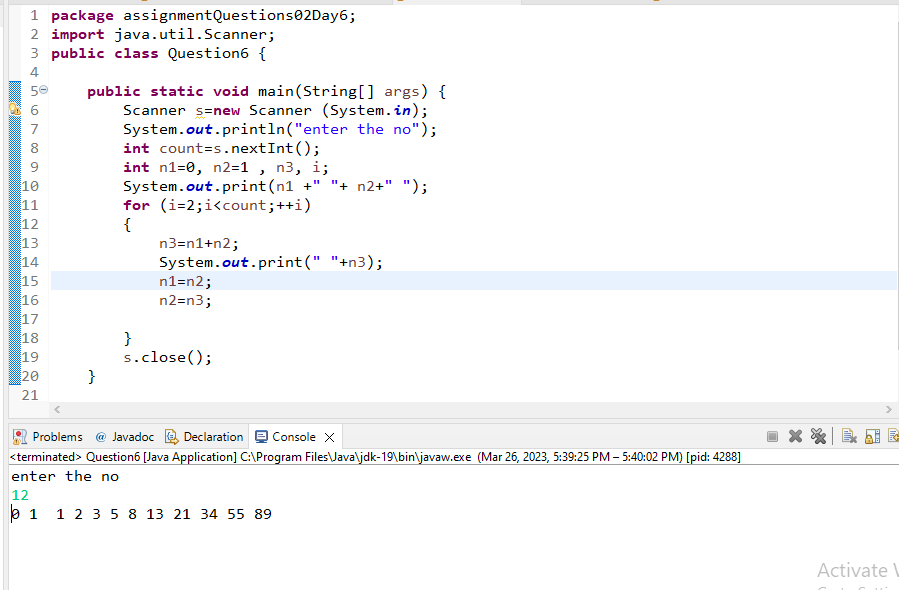 1 package assignmentQuestions02Day6;
2 import java.util.Scanner;
3 public class Question6 {
4
5 public static void main(String[] args) {
6 Scanner s=new Scanner (System.in);
7 System.out.println("enter the no");
8 int count=s.nextInt();
9 int n1=0, n2=1 , n3, i;
10 System.out.print(n1 +" "+ n2+" ");
11 for (i=2;i<count;++i)
12 {
13 n3=n1+n2;
14 System.out.print(" "+n3);
15 n1=n2;
16 n2=n3;
17
18 }
19 s.close();
20 }
21
Problems @ Javadoc Declaration Console
<terminated> Question6 [Java Application] C:\Program Files\Java\jdk-19\bin\javaw.exe (Mar 26, 2023, 5:39:25 PM – 5:40:02 PM) [pid: 4288]
enter the no
12
0 1  1 2 3 5 8 13 21 34 55 89
Activate